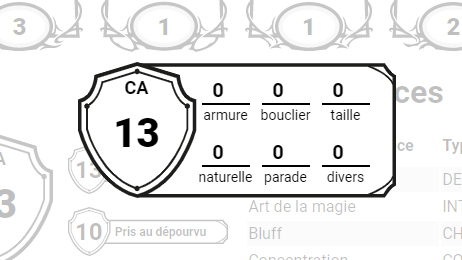 3 1 1 2
CA
13
0 0 0
armure bouclier taille
0 0 0
naturelle parade divers
ces
A
3
13
ce Ty
DE
Art de la magie INT
10 Pris au dépourvu
Bluff CH
Concentration CO